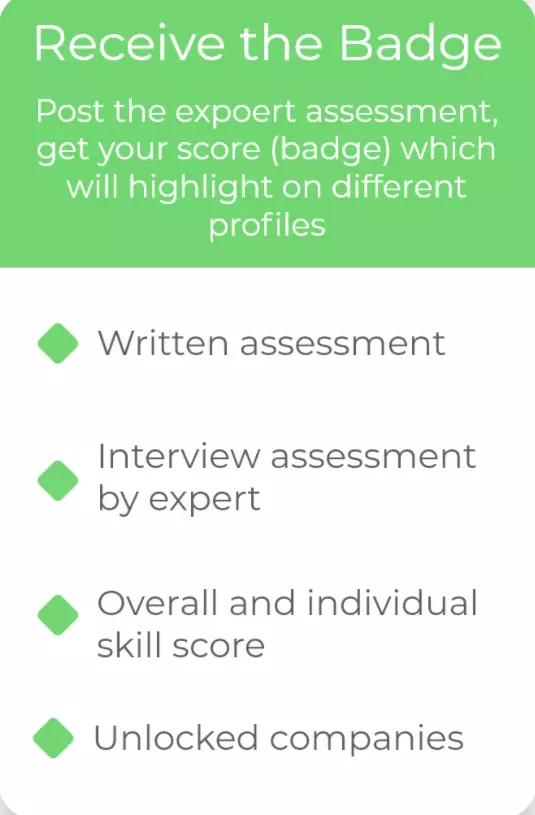 Receive the Badge
Post the expoert assessment,
get your score (badge) which
will highlight on different
profiles
Written assessment
Interview assessment
by expert
Overall and individual
skill score
Unlocked companies